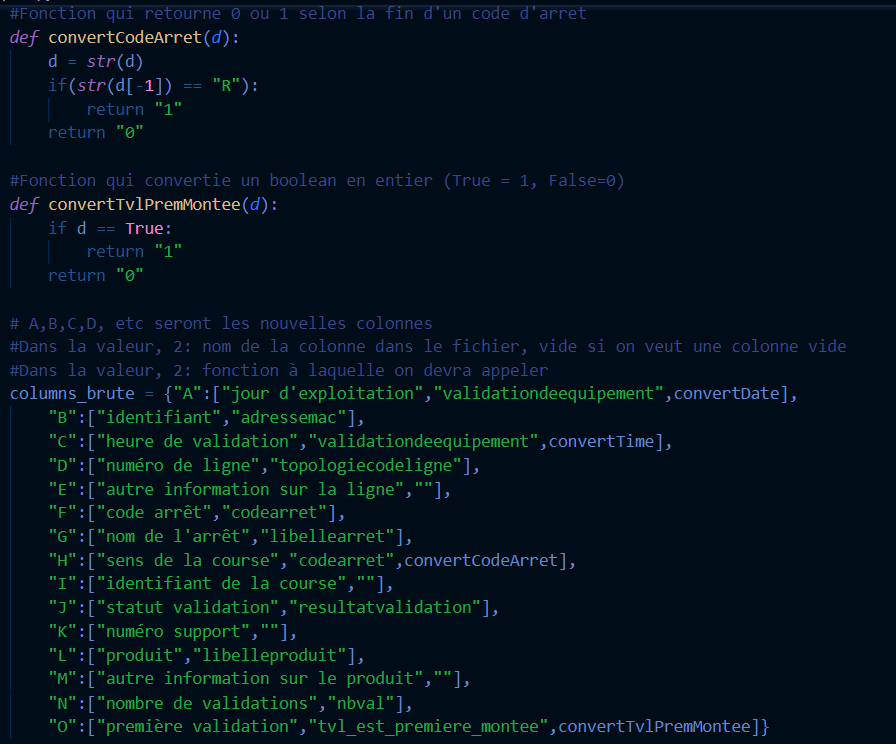 #Fonction qui retourne 0 ou 1 selon la fin d'un code d'arret
def convertCodeArret(d):
    d = str(d)
    if(str(d[-1]) == "R"):
        return "1"
    return "0"

#Fonction qui convertie un boolean en entier (True = 1, False=0)
def convertTvlPremMontee(d):
    if d == True:
        return "1"
    return "0"

# A,B,C,D, etc seront les nouvelles colonnes
#Dans la valeur, 2: nom de la colonne dans le fichier, vide si on veut une colonne vide
#Dans la valeur, 2: fonction à laquelle on devra appeler
columns_brute = {"A":["jour d'exploitation","validationdeequipement",convertDate],
    "B":["identifiant","adressemac"],
    "C":["heure de validation","validationdeequipement",convertTime],
    "D":["numéro de ligne","topologiecodeligne"],
    "E":["autre information sur la ligne",""],
    "F":["code arrêt","codearret"],
    "G":["nom de l'arrêt","libellearret"],
    "H":["sens de la course","codearret",convertCodeArret],
    "I":["identifiant de la course",""],
    "J":["statut validation","resultatvalidation"],
    "K":["numéro support",""],
    "L":["produit","libelleproduit"],
    "M":["autre information sur le produit",""],
    "N":["nombre de validations","nbval"],
    "O":["première validation","tvl_est_premiere_montee",convertTvlPremMontee]}